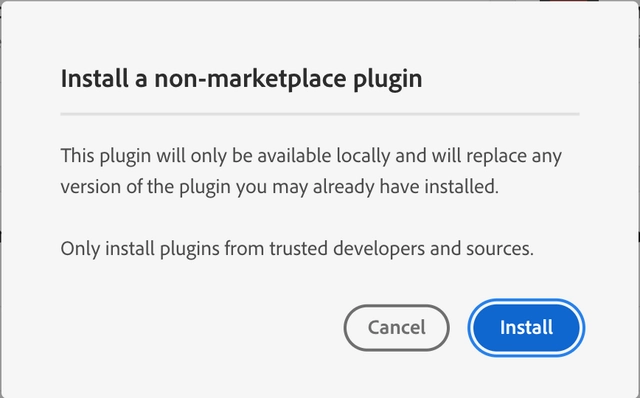 Install a non-marketplace plugin
This plugin will only be available locally and will replace any
version of the plugin you may already have installed.
Only install plugins from trusted developers and sources.
Cancel
Install